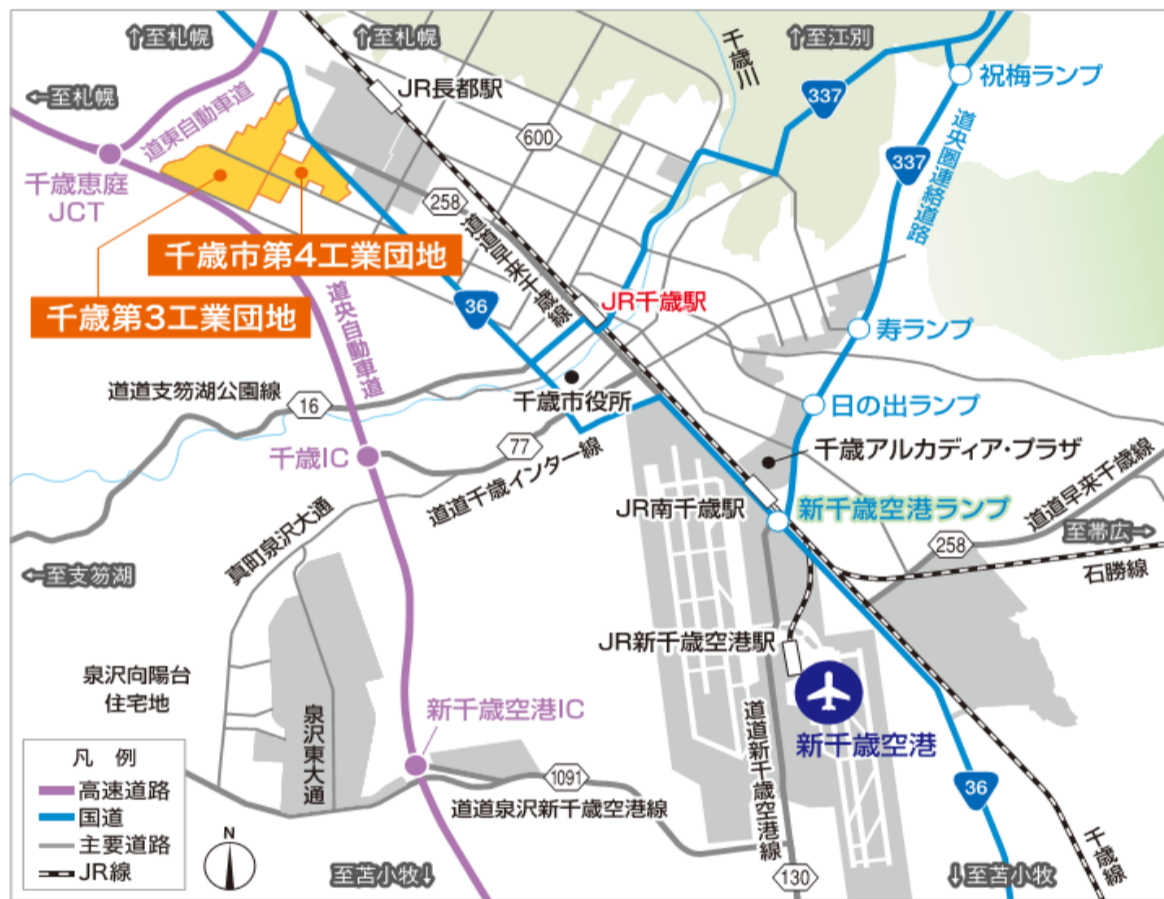 ↑至札幌
↑至札幌
千歳川
↑至江別
祝梅ランプ
←至札幌
道東自動車道
JR長都駅
337
600
337
道央圏連絡道路
千歳恵庭
JCT
258
千歳市第4工業団地
道道早来千歳線
千歳第3工業団地
36
JR千歳駅
寿ランプ
道央自動車道
道道支笏湖公園線
16
千歳市役所
日の出ランプ
千歳IC
77
道道千歳インター線
千歳アルカディア・プラザ
道道早来千歳線
JR南千歳駅
新千歳空港ランプ
258
至帯広→
石勝線
←至支笏湖
真町泉沢大通
JR新千歳空港駅
泉沢向陽台
住宅地
泉沢東大通
新千歳空港IC
新千歳空港
道道新千歳空港線
1091
道道泉沢新千歳空港線
36
千歳線
130
至苫小牧↓
↓至苫小牧
凡 例
高速道路
国道
主要道路
JR線
N